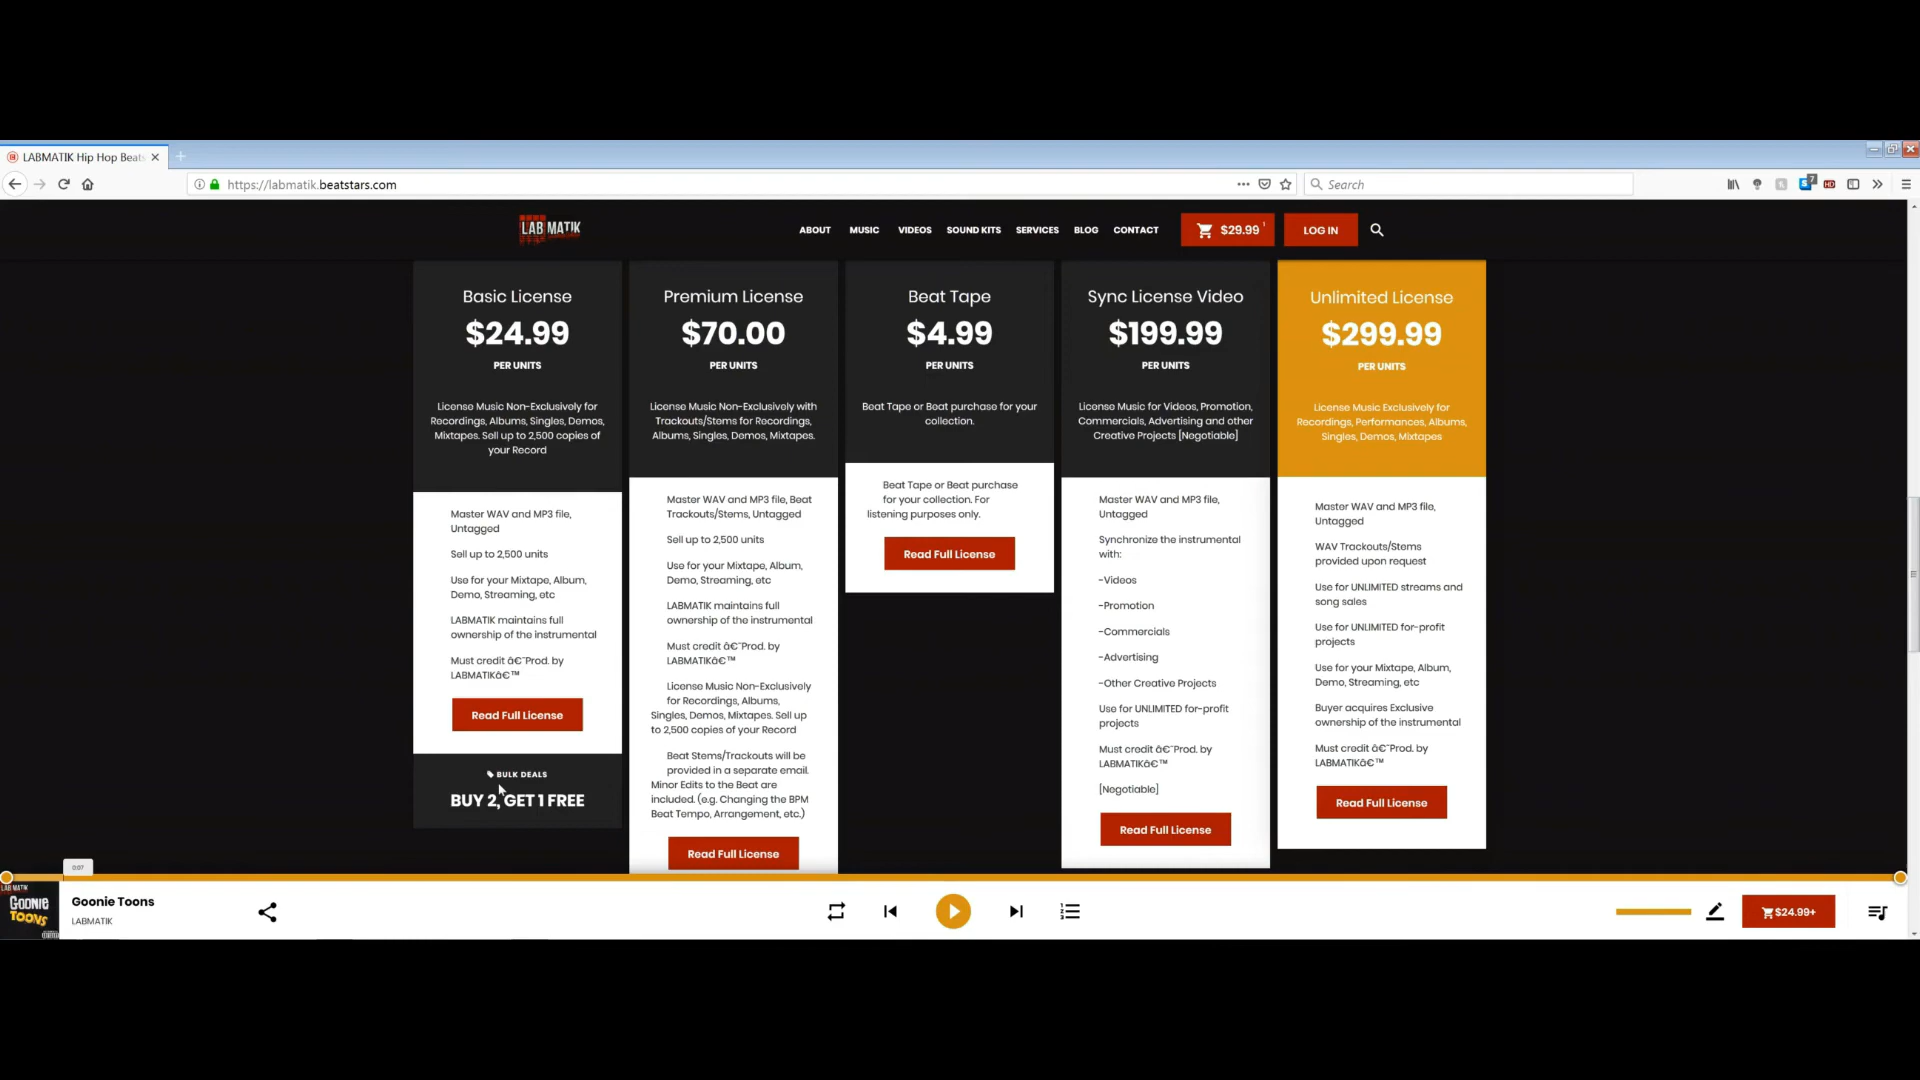 LABMATIK Hip Hop Beats
https://labmatik.beatstars.com
Search
7
HD
LAB MATIK
ABOUT
MUSIC
VIDEOS
SOUND KITS
SERVICES
BLOG
CONTACT
$29.99 1
LOG IN
Basic License
$24.99
PER UNITS
License Music Non-Exclusively for
Recordings, Albums, Singles, Demos,
Mixtapes. Sell up to 2,500 copies of
your Record
Master WAV and MP3 file,
Untagged
Sell up to 2,500 units
Use for your Mixtape, Album,
Demo, Streaming, etc
LABMATIK maintains full
ownership of the instrumental
Must credit â€˜Prod. by
LABMATIKâ€™
Read Full License
BULK DEALS
BUY 2, GET 1 FREE
Premium License
$70.00
PER UNITS
License Music Non-Exclusively with
Trackouts/Stems for Recordings,
Albums, Singles, Demos, Mixtapes.
Master WAV and MP3 file, Beat
Trackouts/Stems, Untagged
Sell up to 2,500 units
Use for your Mixtape, Album,
Demo, Streaming, etc
LABMATIK maintains full
ownership of the instrumental
Must credit â€˜Prod. by
LABMATIKâ€™
License Music Non-Exclusively
for Recordings, Albums,
Singles, Demos, Mixtapes. Sell up
to 2,500 copies of your Record
Beat Stems/Trackouts will be
provided in a separate email.
Minor Edits to the Beat are
included. (e.g. Changing the BPM
Beat Tempo, Arrangement, etc.)
Read Full License
Beat Tape
$4.99
PER UNITS
Beat Tape or Beat purchase for your
collection.
Beat Tape or Beat purchase
for your collection. For
listening purposes only.
Read Full License
Sync License Video
$199.99
PER UNITS
License Music for Videos, Promotion,
Commercials, Advertising and other
Creative Projects [Negotiable]
Master WAV and MP3 file,
Untagged
Synchronize the instrumental
with:
-Videos
-Promotion
-Commercials
-Advertising
-Other Creative Projects
Use for UNLIMITED for-profit
projects
Must credit â€˜Prod. by
LABMATIKâ€™
[Negotiable]
Read Full License
Unlimited License
$299.99
PER UNITS
License Music Exclusively for
Recordings, Performances, Albums,
Singles, Demos, Mixtapes
Master WAV and MP3 file,
Untagged
WAV Trackouts/Stems
provided upon request
Use for UNLIMITED streams and
song sales
Use for UNLIMITED for-profit
projects
Use for your Mixtape, Album,
Demo, Streaming, etc
Buyer acquires Exclusive
ownership of the instrumental
Must credit â€˜Prod. by
LABMATIKâ€™
Read Full License
0:07
LAB MATIK
GOONIE
TOONS
Goonie Toons
LABMATIK
$24.99+